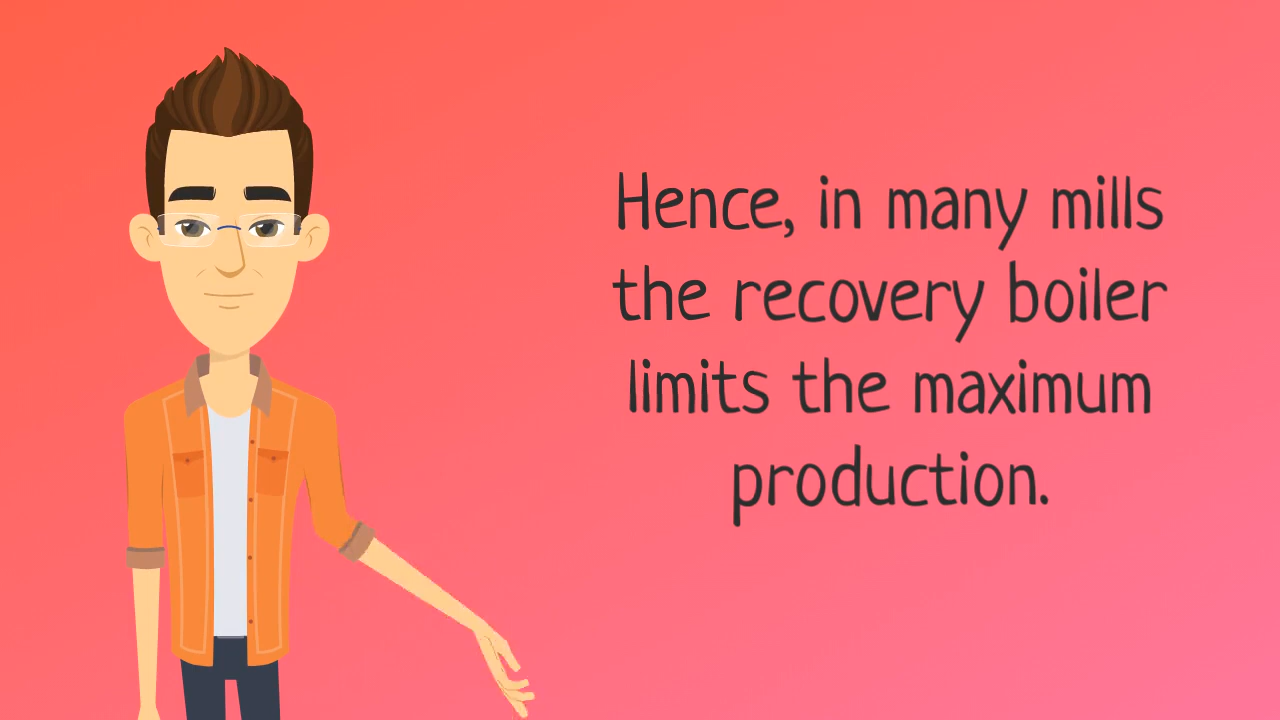 Hence, in many mills
the recovery boiler
limits the maximum
production.